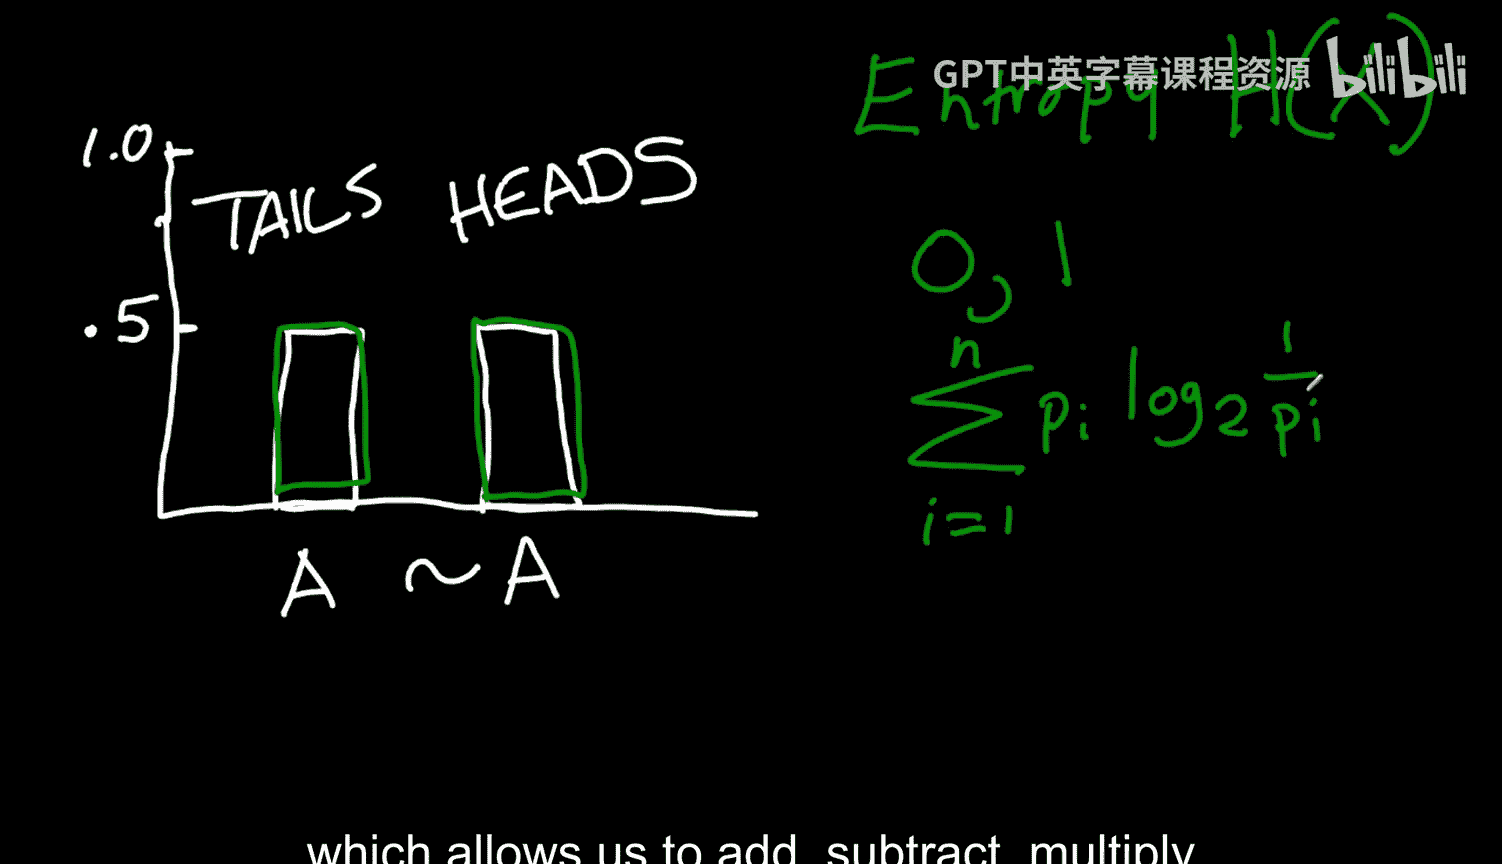 GPT中英字幕课程资源 bilibili
Entropy H(X)
1.0
TAILS HEADS
.5
A ~ A
0, 1
n
∑ pi log2 1/pi
i=1
which allows us to add, subtract, multiply